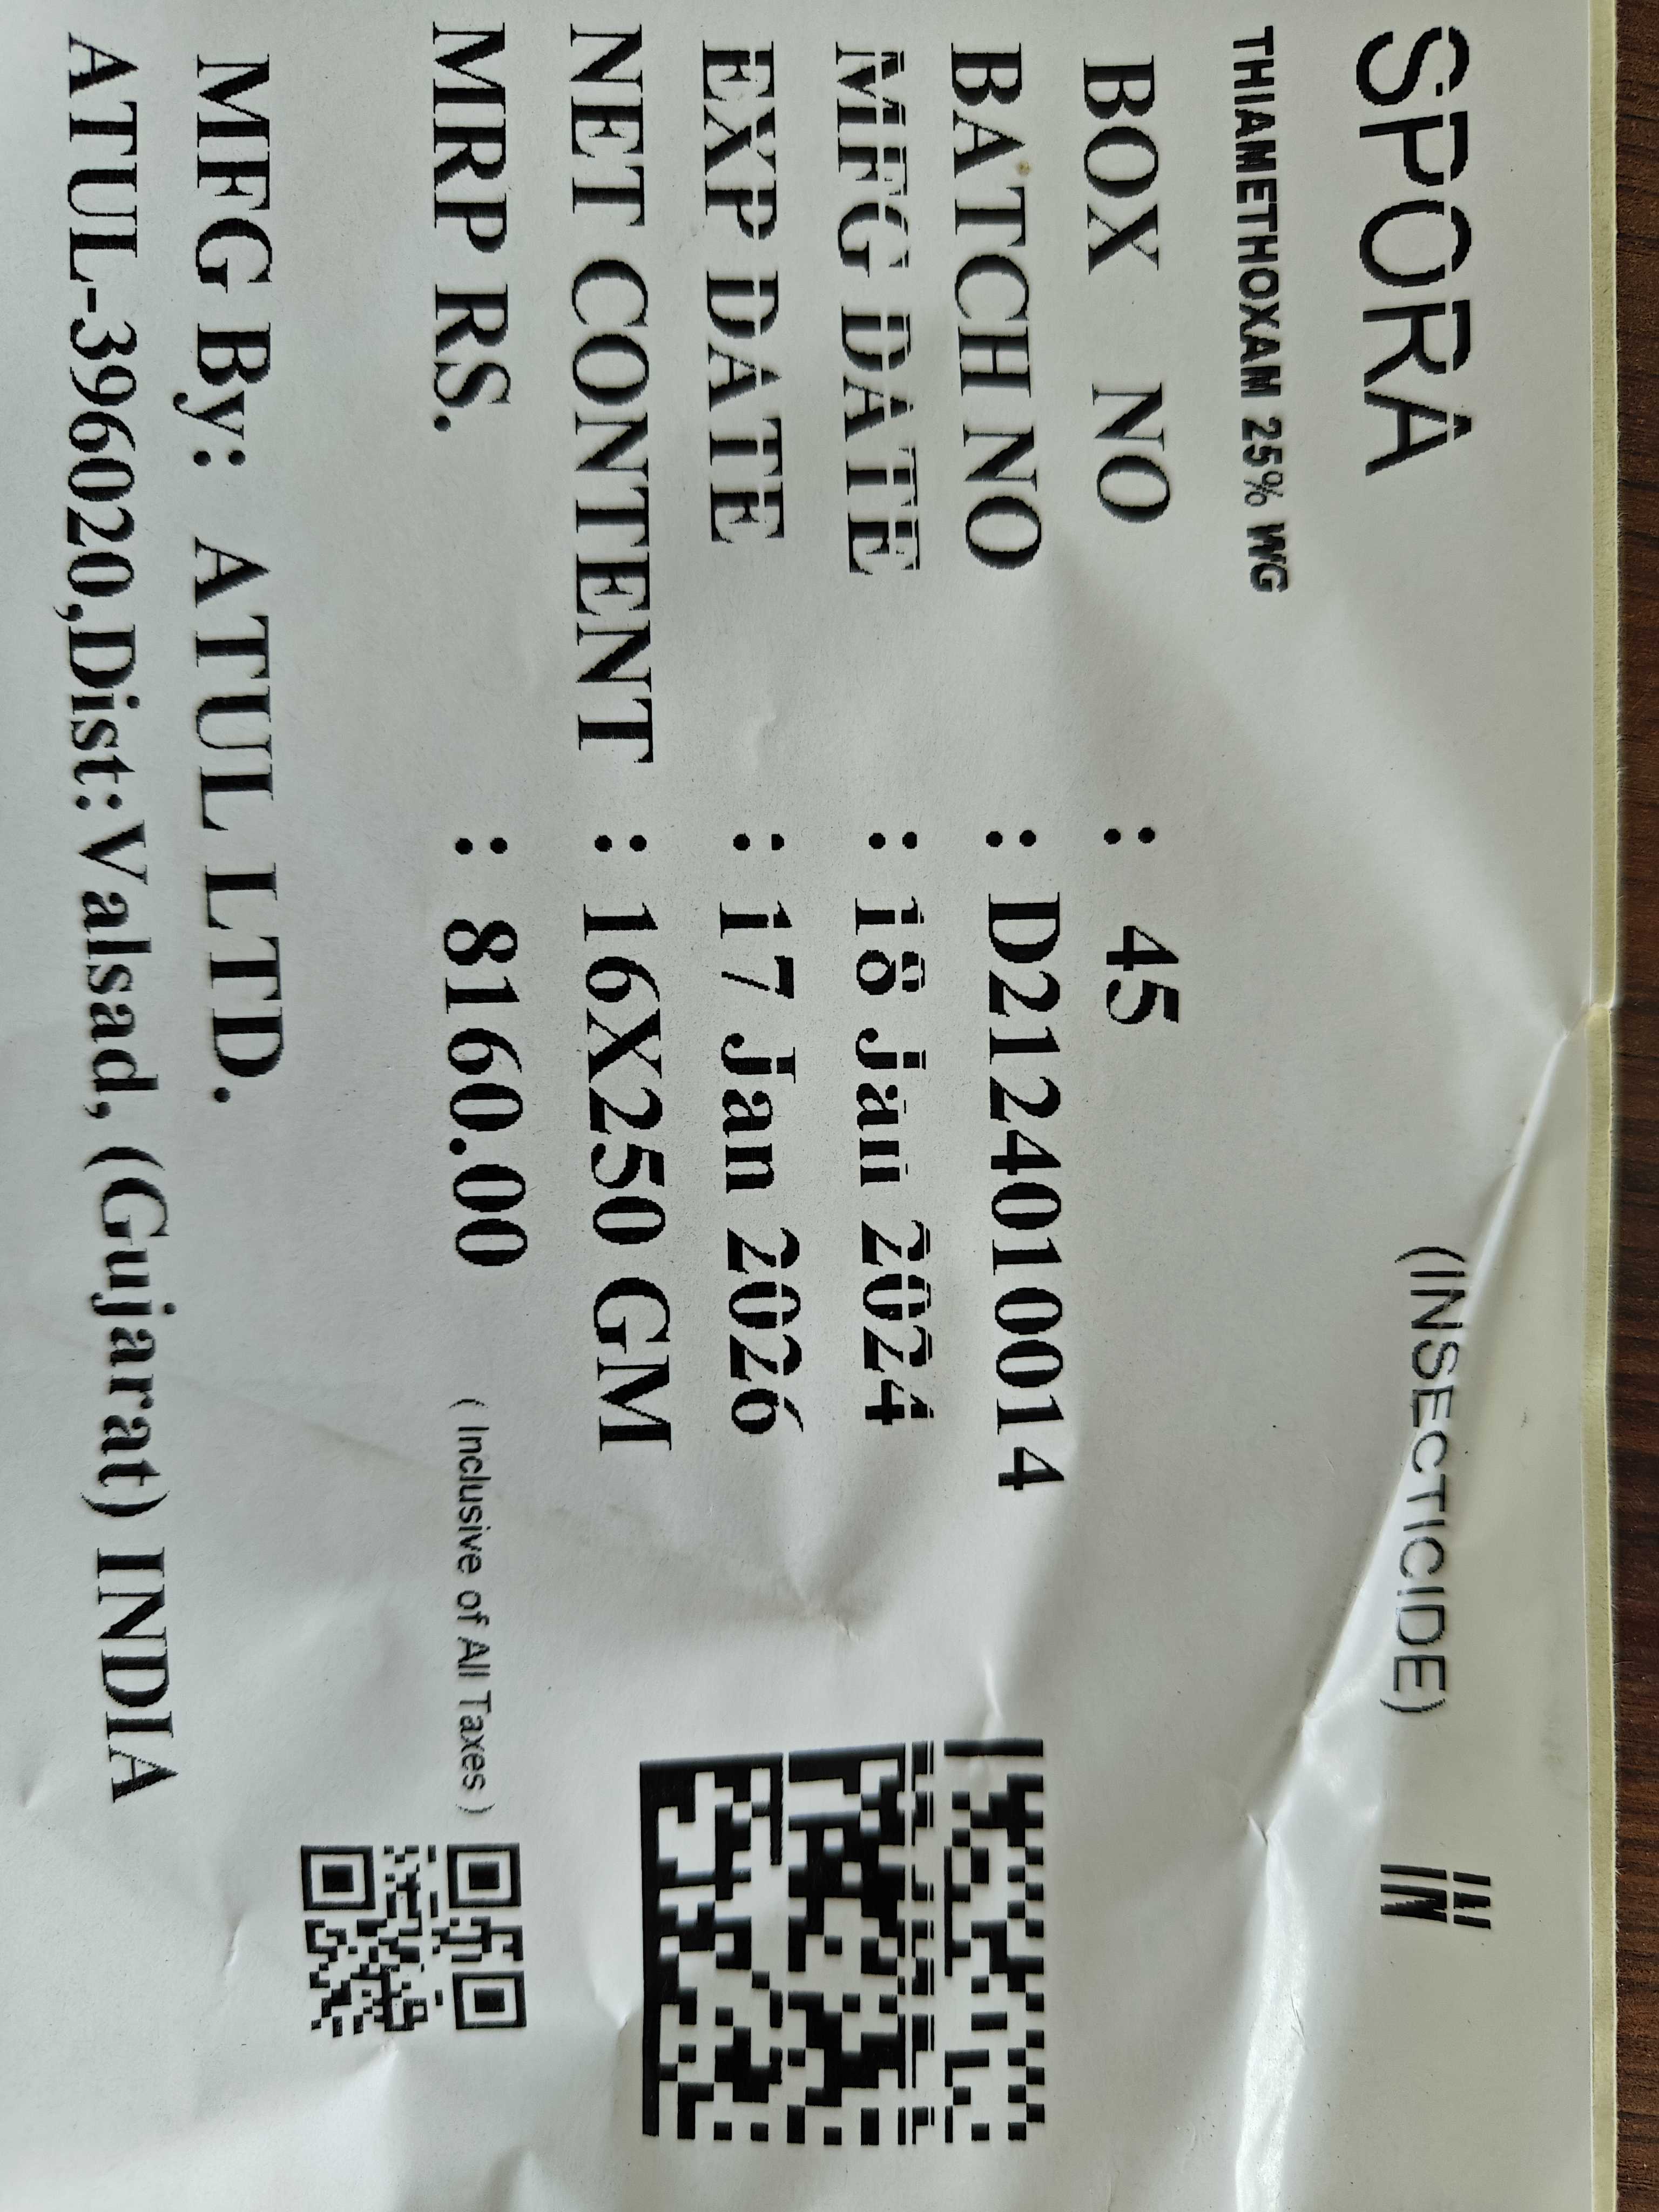 SPORA (INSECTICIDE) IN
THIAMETHOXAM 25% WG
BOX NO : 45
BATCH NO : D2124010014
MFG DATE : 18 Jan 2024
EXP DATE : 17 Jan 2026
NET CONTENT : 16X250 GM
MRP RS. : 8160.00 ( Inclusive of All Taxes )
MFG By: ATUL LTD.
ATUL-396020,Dist:Valsad, (Gujarat) INDIA